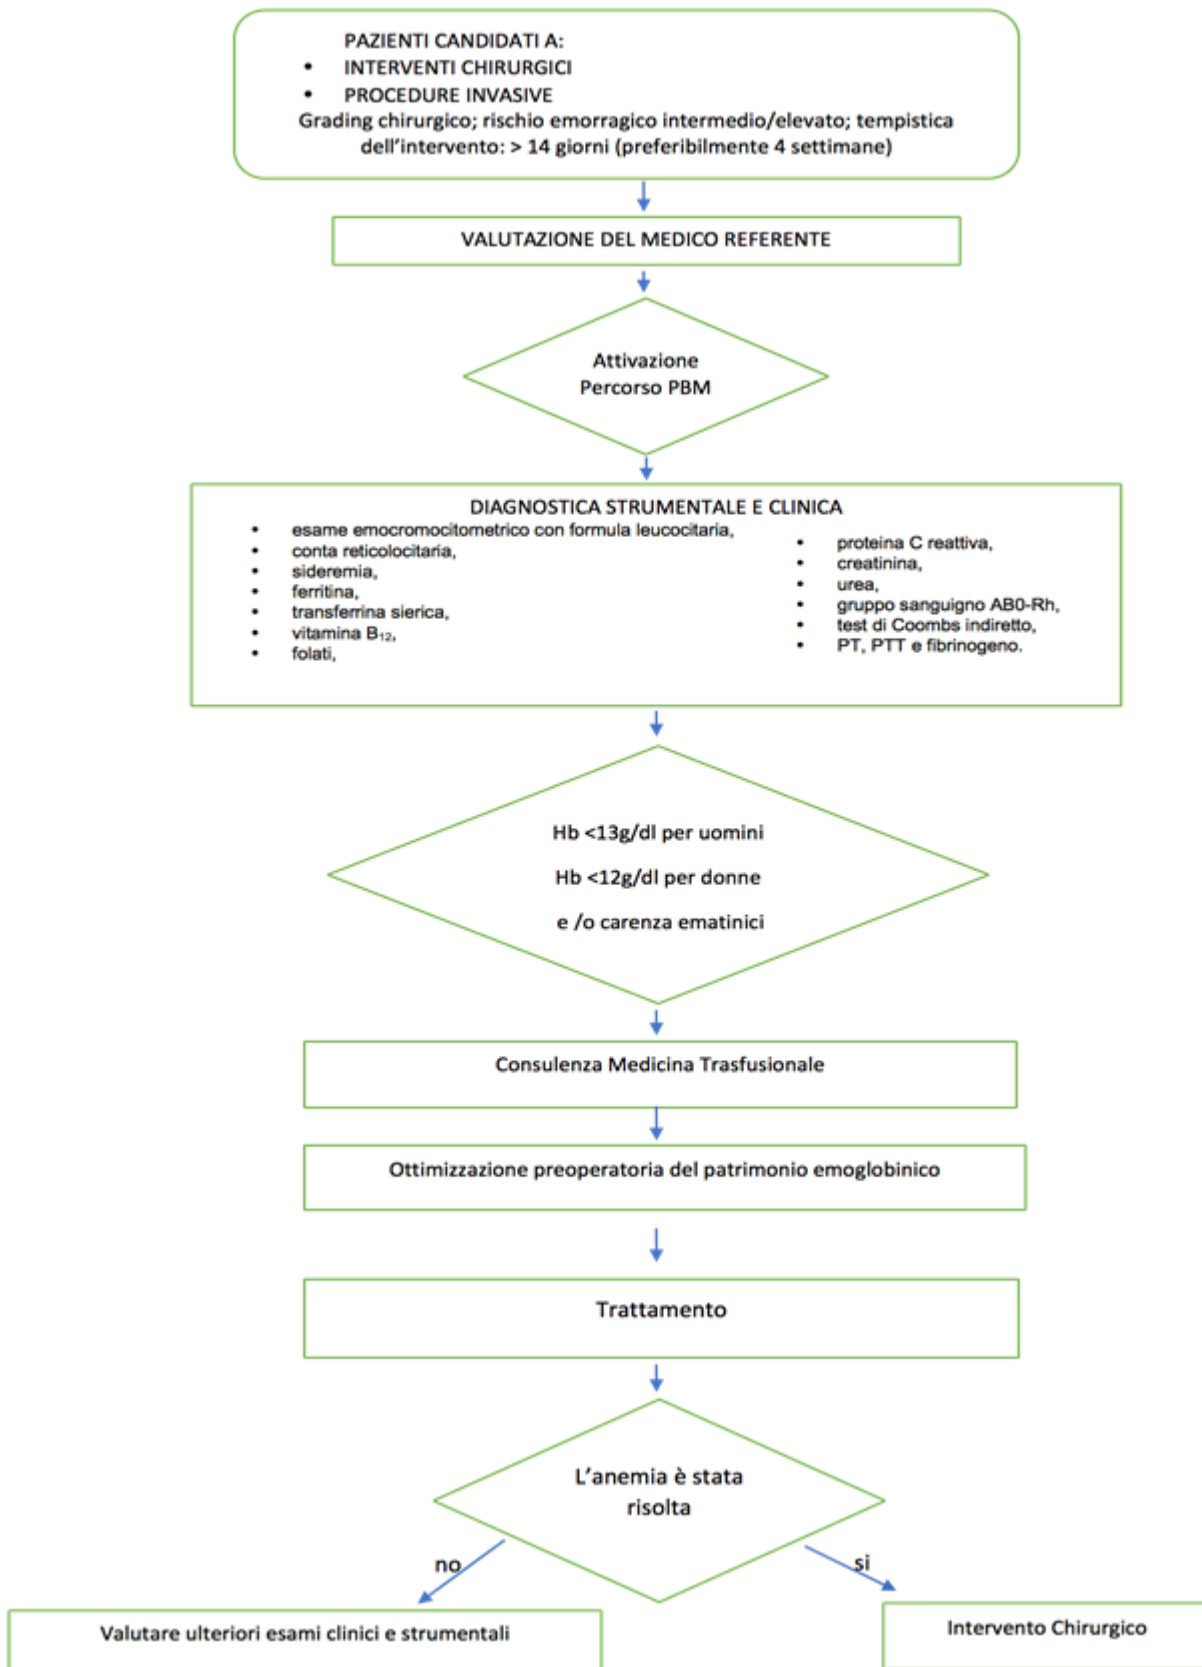 PAZIENTI CANDIDATI A:
• INTERVENTI CHIRURGICI
• PROCEDURE INVASIVE
Grading chirurgico; rischio emorragico intermedio/elevato; tempistica
dell’intervento: > 14 giorni (preferibilmente 4 settimane)
VALUTAZIONE DEL MEDICO REFERENTE
Attivazione
Percorso PBM
DIAGNOSTICA STRUMENTALE E CLINICA
• esame emocromocitometrico con formula leucocitaria,
• conta reticolocitaria,
• sideremia,
• ferritina,
• transferrina sierica,
• vitamina B₁₂,
• folati,
• proteina C reattiva,
• creatinina,
• urea,
• gruppo sanguigno AB0-Rh,
• test di Coombs indiretto,
• PT, PTT e fibrinogeno.
Hb <13g/dl per uomini
Hb <12g/dl per donne
e /o carenza ematinici
Consulenza Medicina Trasfusionale
Ottimizzazione preoperatoria del patrimonio emoglobinico
Trattamento
L’anemia è stata
risolta
no
si
Valutare ulteriori esami clinici e strumentali
Intervento Chirurgico